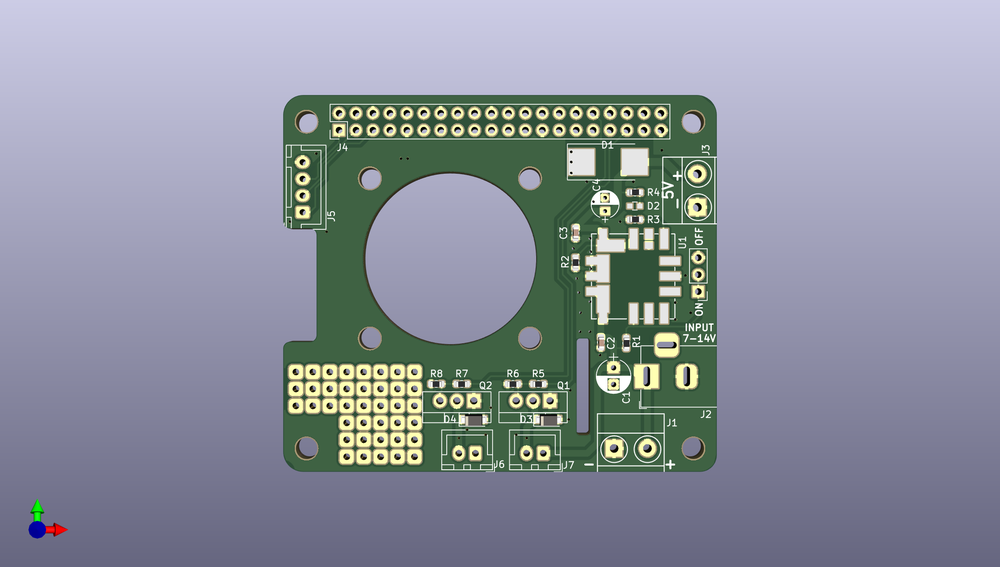 J4
D1
J3
J5
C4
R4
D2
R3
+
5V
-
+
C3
R2
U1
OFF
ON
INPUT
7-14V
C2
R1
+
C1
J2
R8
R7
R6
R5
Q2
Q1
D4
D3
J1
J6
J7
-
+